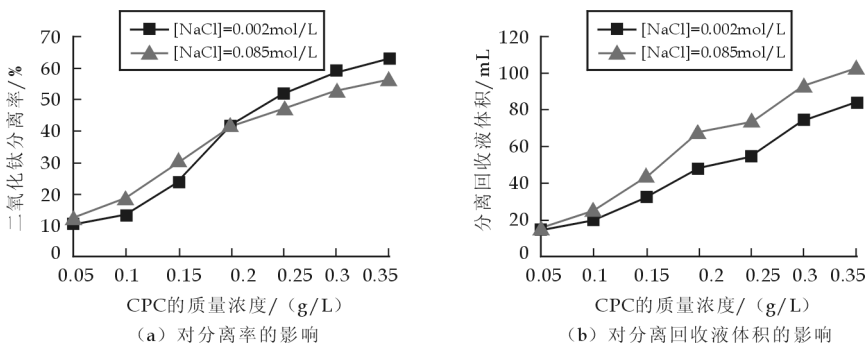 [NaCl]=0.002mol/L
[NaCl]=0.085mol/L
二氧化钛分离率/%
70
60
50
40
30
20
10
0
0.05 0.1 0.15 0.2 0.25 0.3 0.35
CPC的质量浓度/（g/L）
（a）对分离率的影响
[NaCl]=0.002mol/L
[NaCl]=0.085mol/L
分离回收液体积/mL
120
100
80
60
40
20
0
0.05 0.1 0.15 0.2 0.25 0.3 0.35
CPC的质量浓度/（g/L）
（b）对分离回收液体积的影响